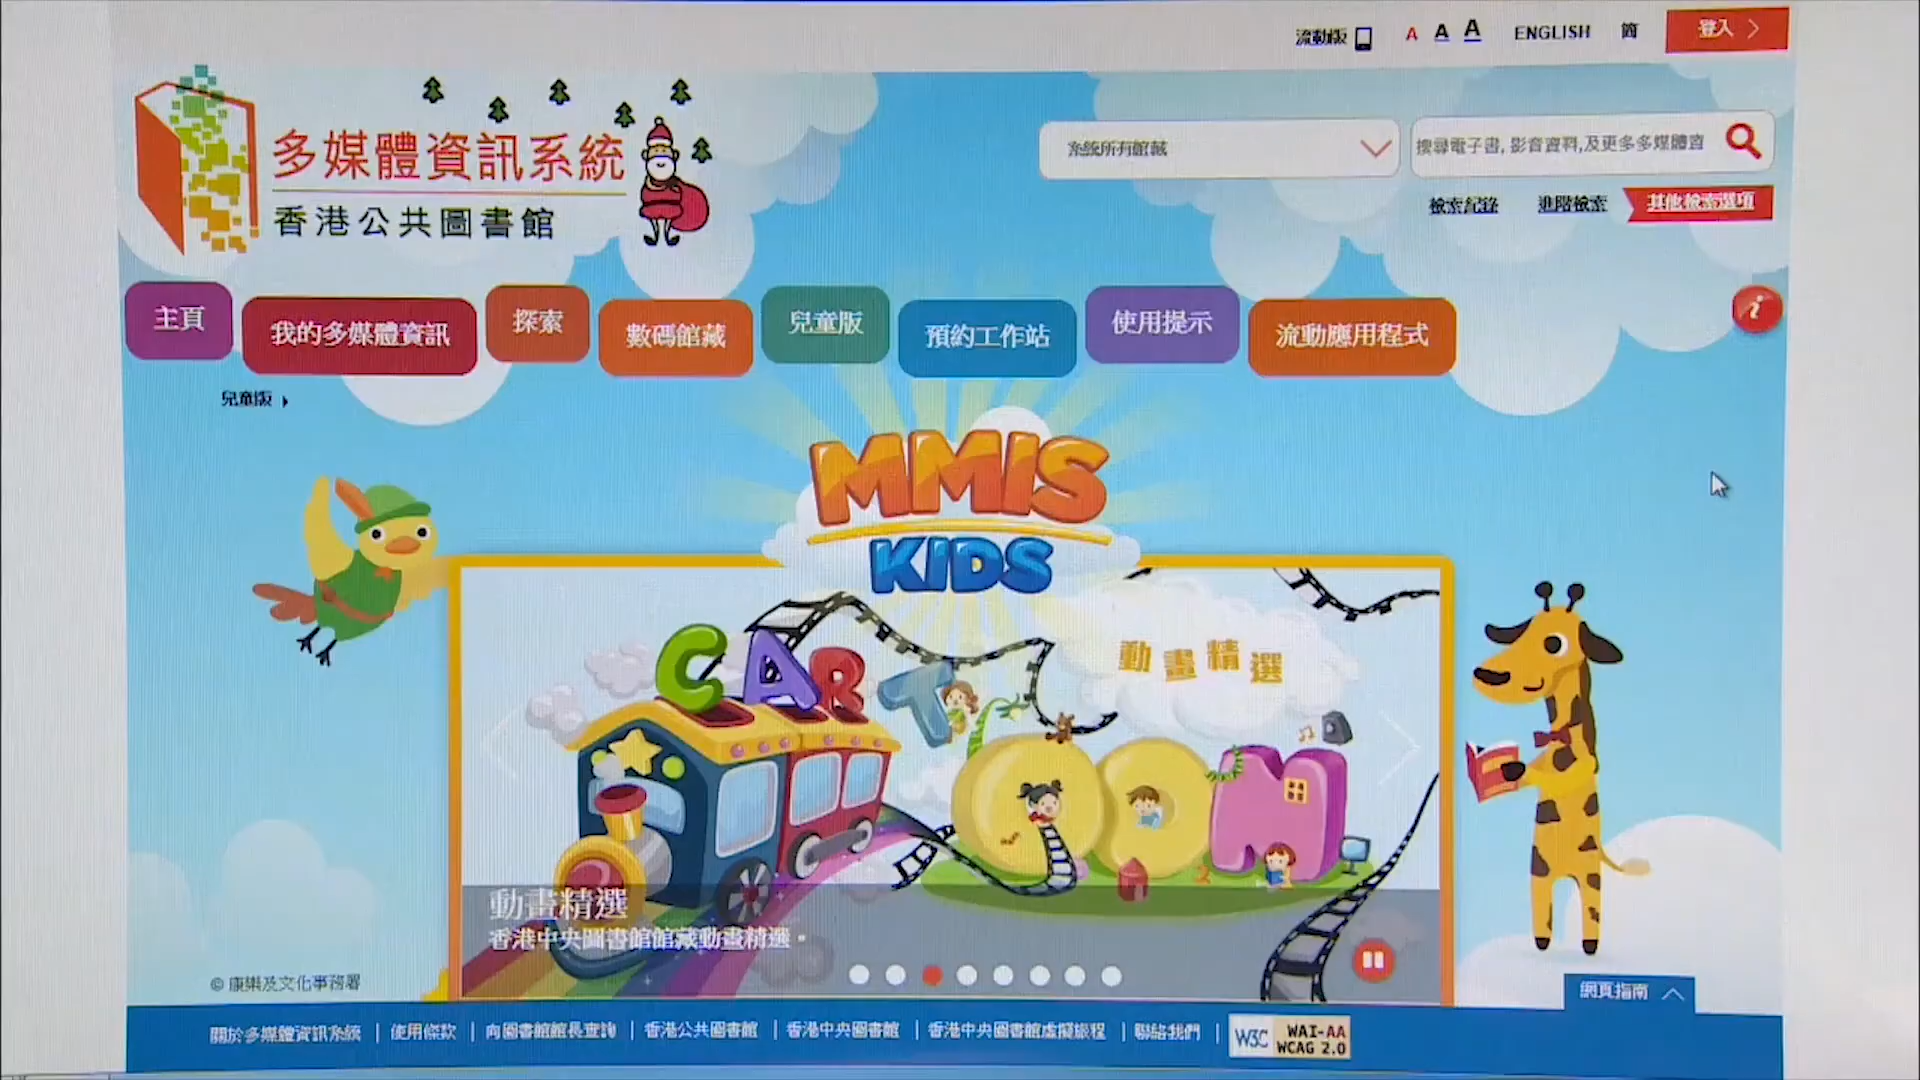 流動版 A A A ENGLISH 简 登入
多媒體資訊系統
香港公共圖書館
系統所有館藏
搜尋電子書, 影音資料,及更多多媒體資
檢索紀錄 進階檢索 其他檢索選項
主頁 我的多媒體資訊 探索 數碼館藏 兒童版 預約工作站 使用提示 流動應用程式
i
兒童版
MMIS
KIDS
CARTOON
動畫精選
動畫精選
香港中央圖書館館藏動畫精選。
© 康樂及文化事務署
網頁指南
關於多媒體資訊系統 | 使用條款 | 向圖書館館長查詢 | 香港公共圖書館 | 香港中央圖書館 | 香港中央圖書館虛擬旅程 | 聯絡我們 | W3C WAI-AA WCAG 2.0